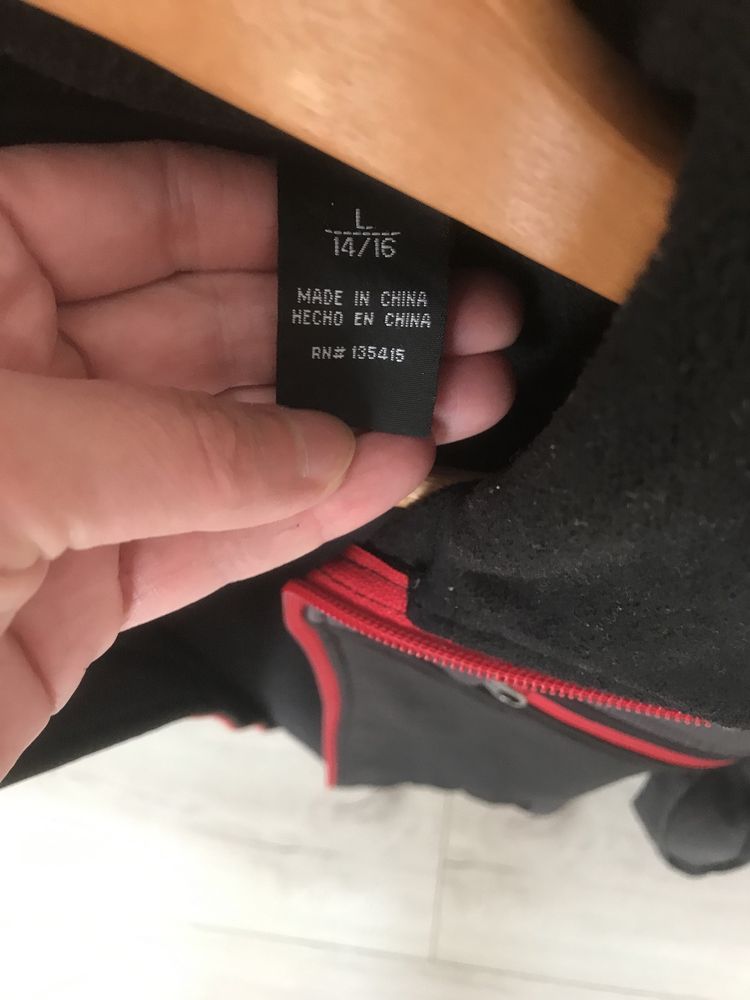 L
14/16
MADE IN CHINA
HECHO EN CHINA
RN# 135415